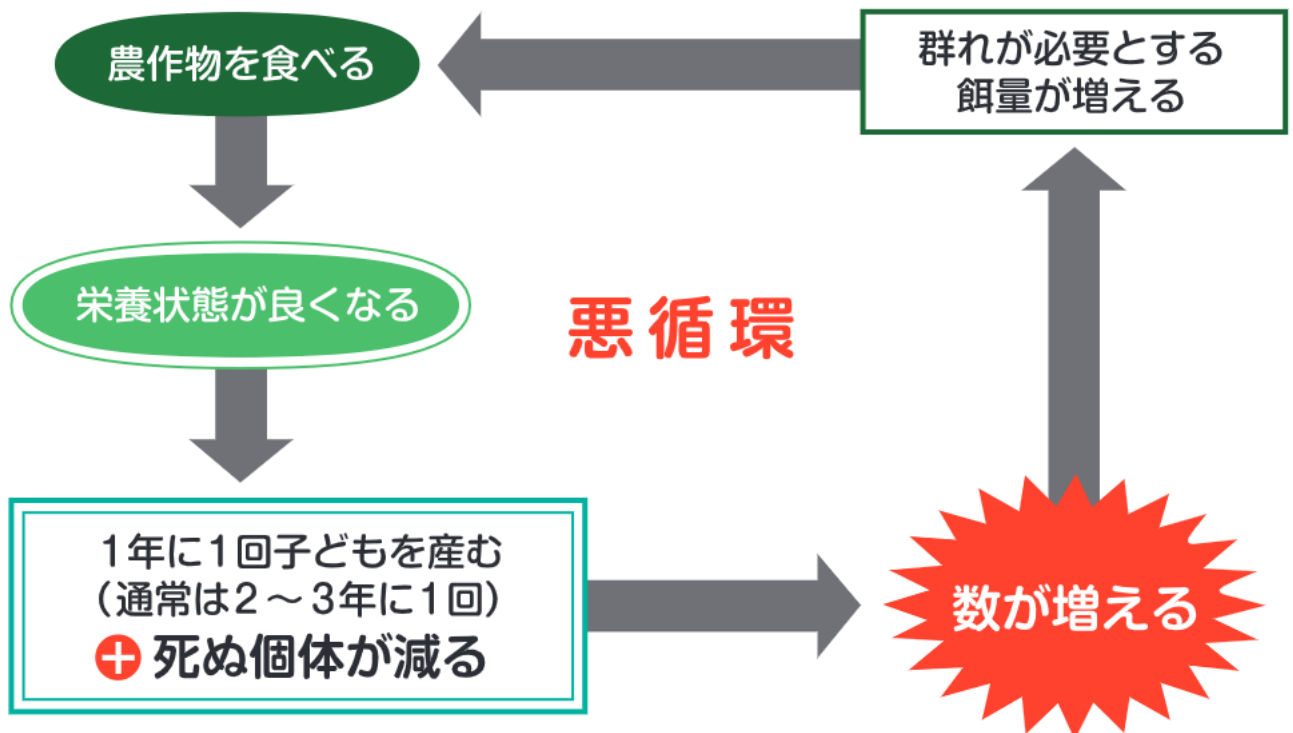 農作物を食べる
群れが必要とする
餌量が増える
栄養状態が良くなる
悪循環
1年に1回子どもを産む
（通常は2～3年に1回）
+ 死ぬ個体が減る
数が増える